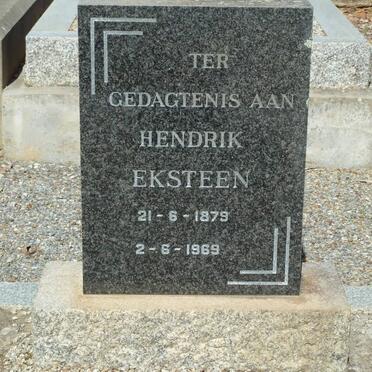 TER
GEDAGTENIS AAN
HENDRIK
EKSTEEN
21-6-1879
2-6-1969